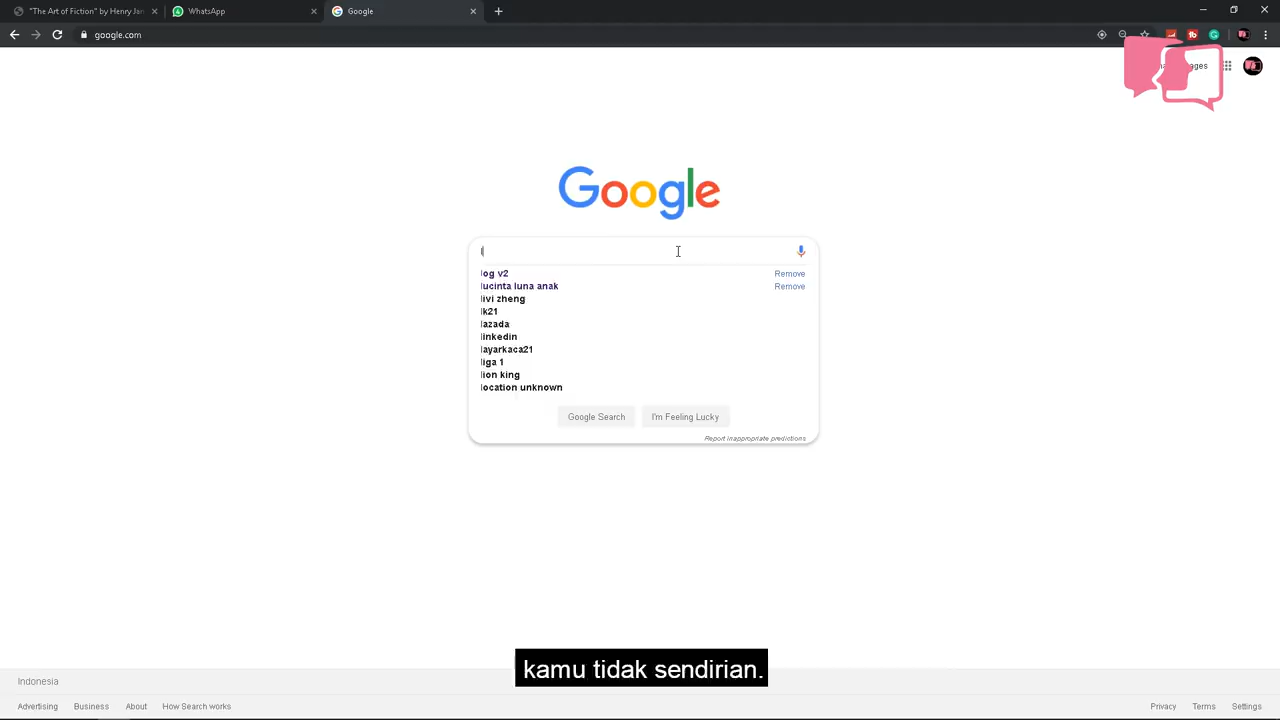 "The Art of Fiction" by Henry Jam
WhatsApp
Google
google.com
Google
l
log v2
Remove
lucinta luna anak
Remove
livi zheng
lk21
lazada
linkedin
layarkaca21
liga 1
lion king
location unknown
Google Search
I'm Feeling Lucky
Report inappropriate predictions
kamu tidak sendirian.
Indonesia
Advertising
Business
About
How Search works
Privacy
Terms
Settings